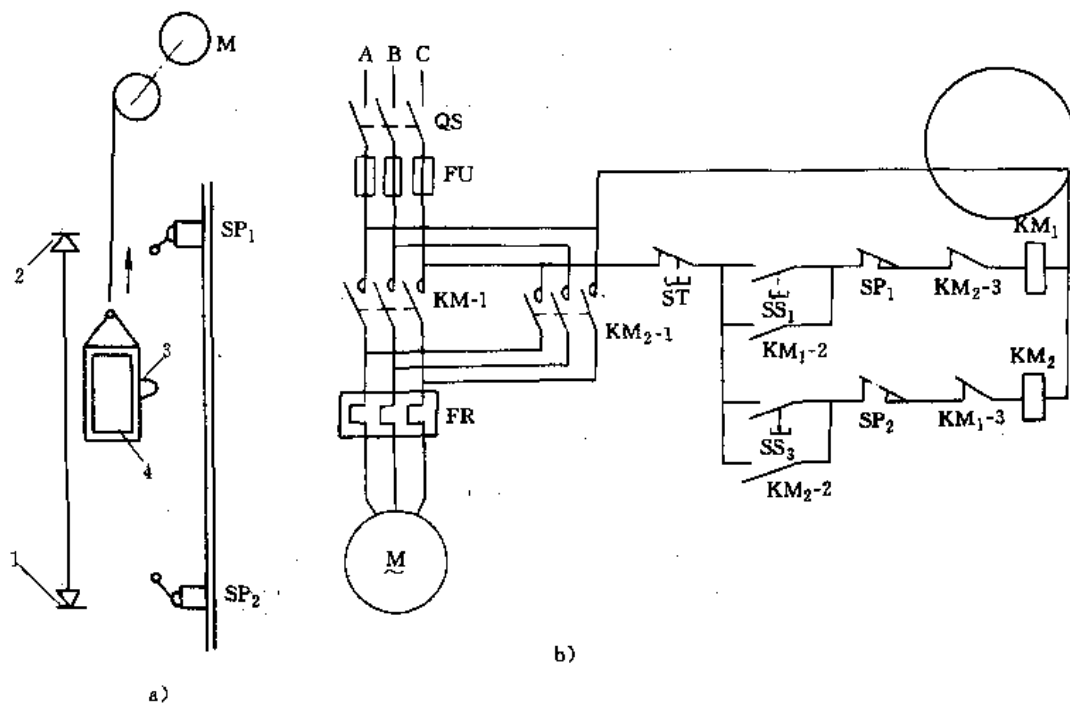 M
SP₁
2
3
4
1
SP₂
a)
A B C
QS
FU
KM-1
KM₂-1
FR
M
~
ST
SS₁
KM₁-2
SP₁
KM₂-3
KM₁
SS₃
KM₂-2
SP₂
KM₁-3
KM₂
b)